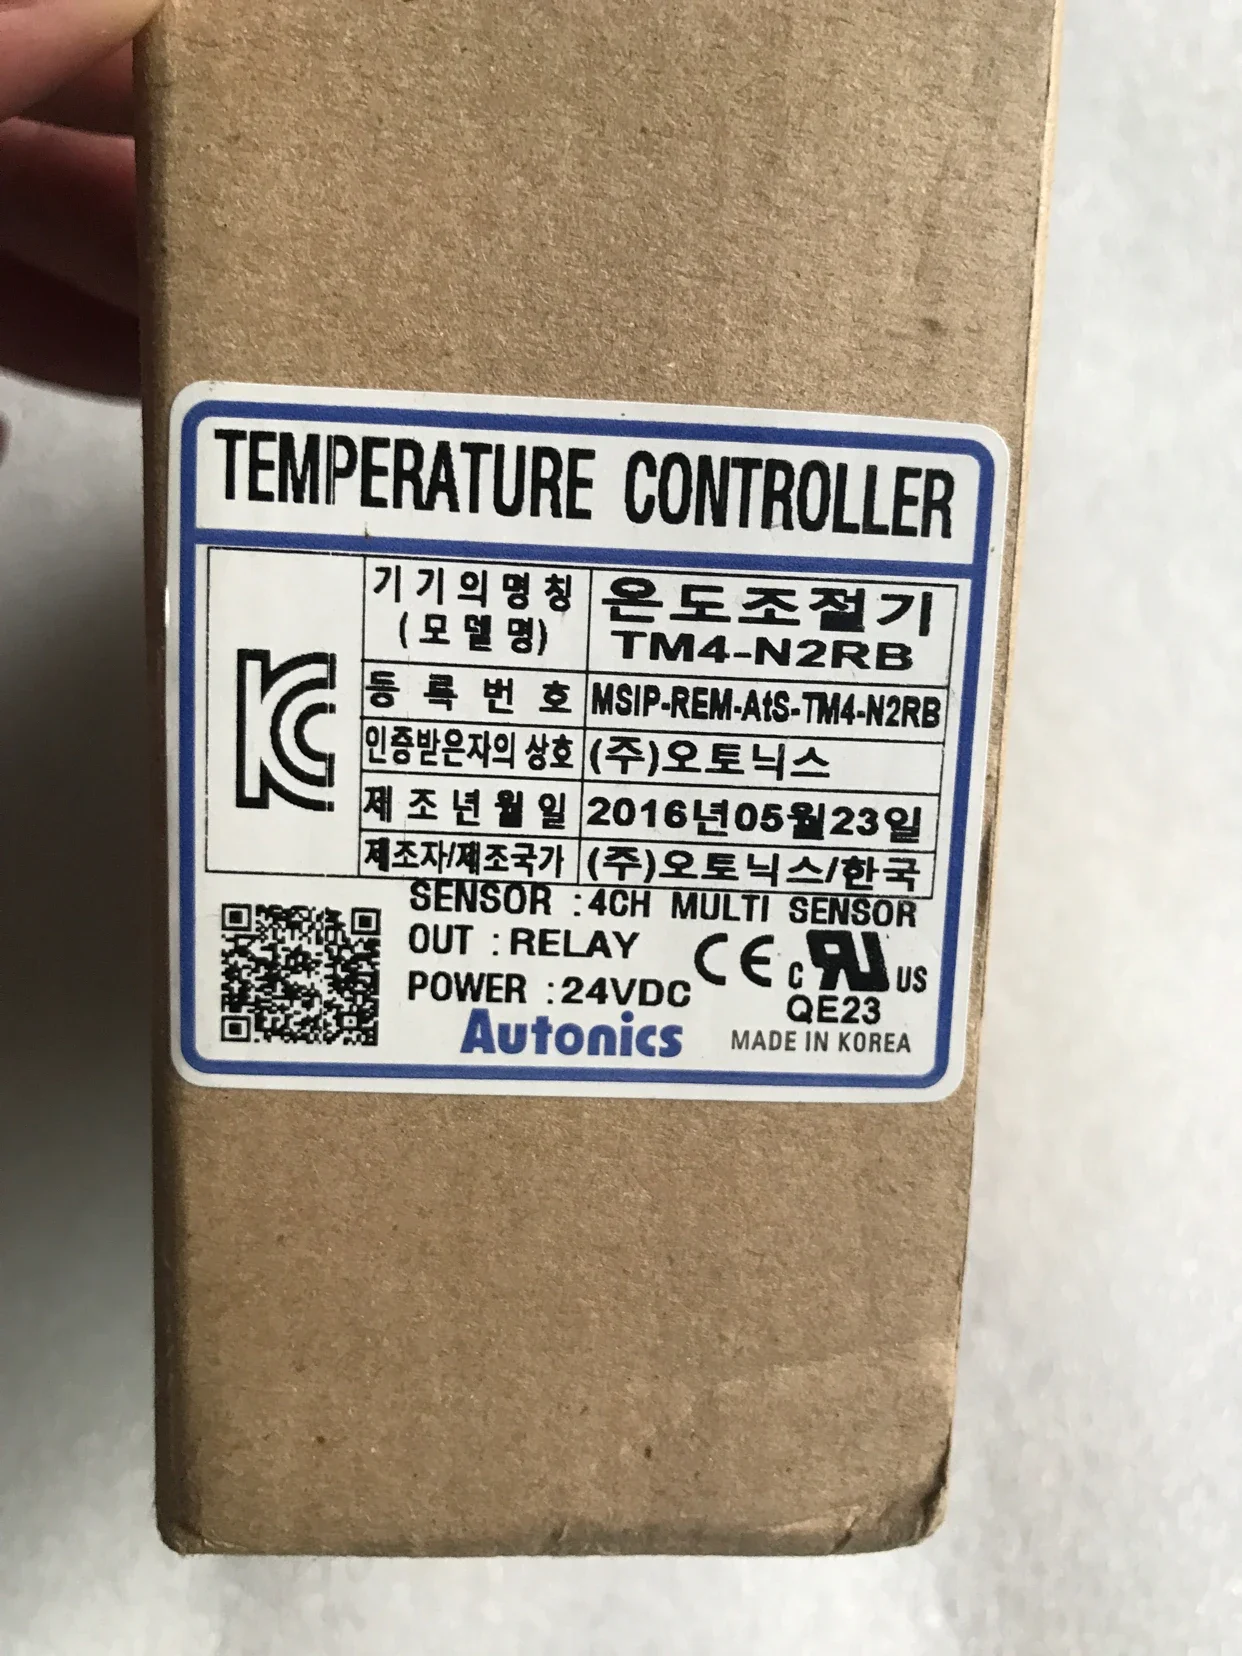 TEMPERATURE CONTROLLER
기기의명칭
(모델명)
온도조절기
TM4-N2RB
등록번호 MSIP-REM-AtS-TM4-N2RB
인증받은자의 상호 (주)오토닉스
제조년월일 2016년05월23일
제조자/제조국가 (주)오토닉스/한국
SENSOR : 4CH MULTI SENSOR
OUT : RELAY
POWER : 24VDC
CE
C RU US
QE23
Autonics
MADE IN KOREA